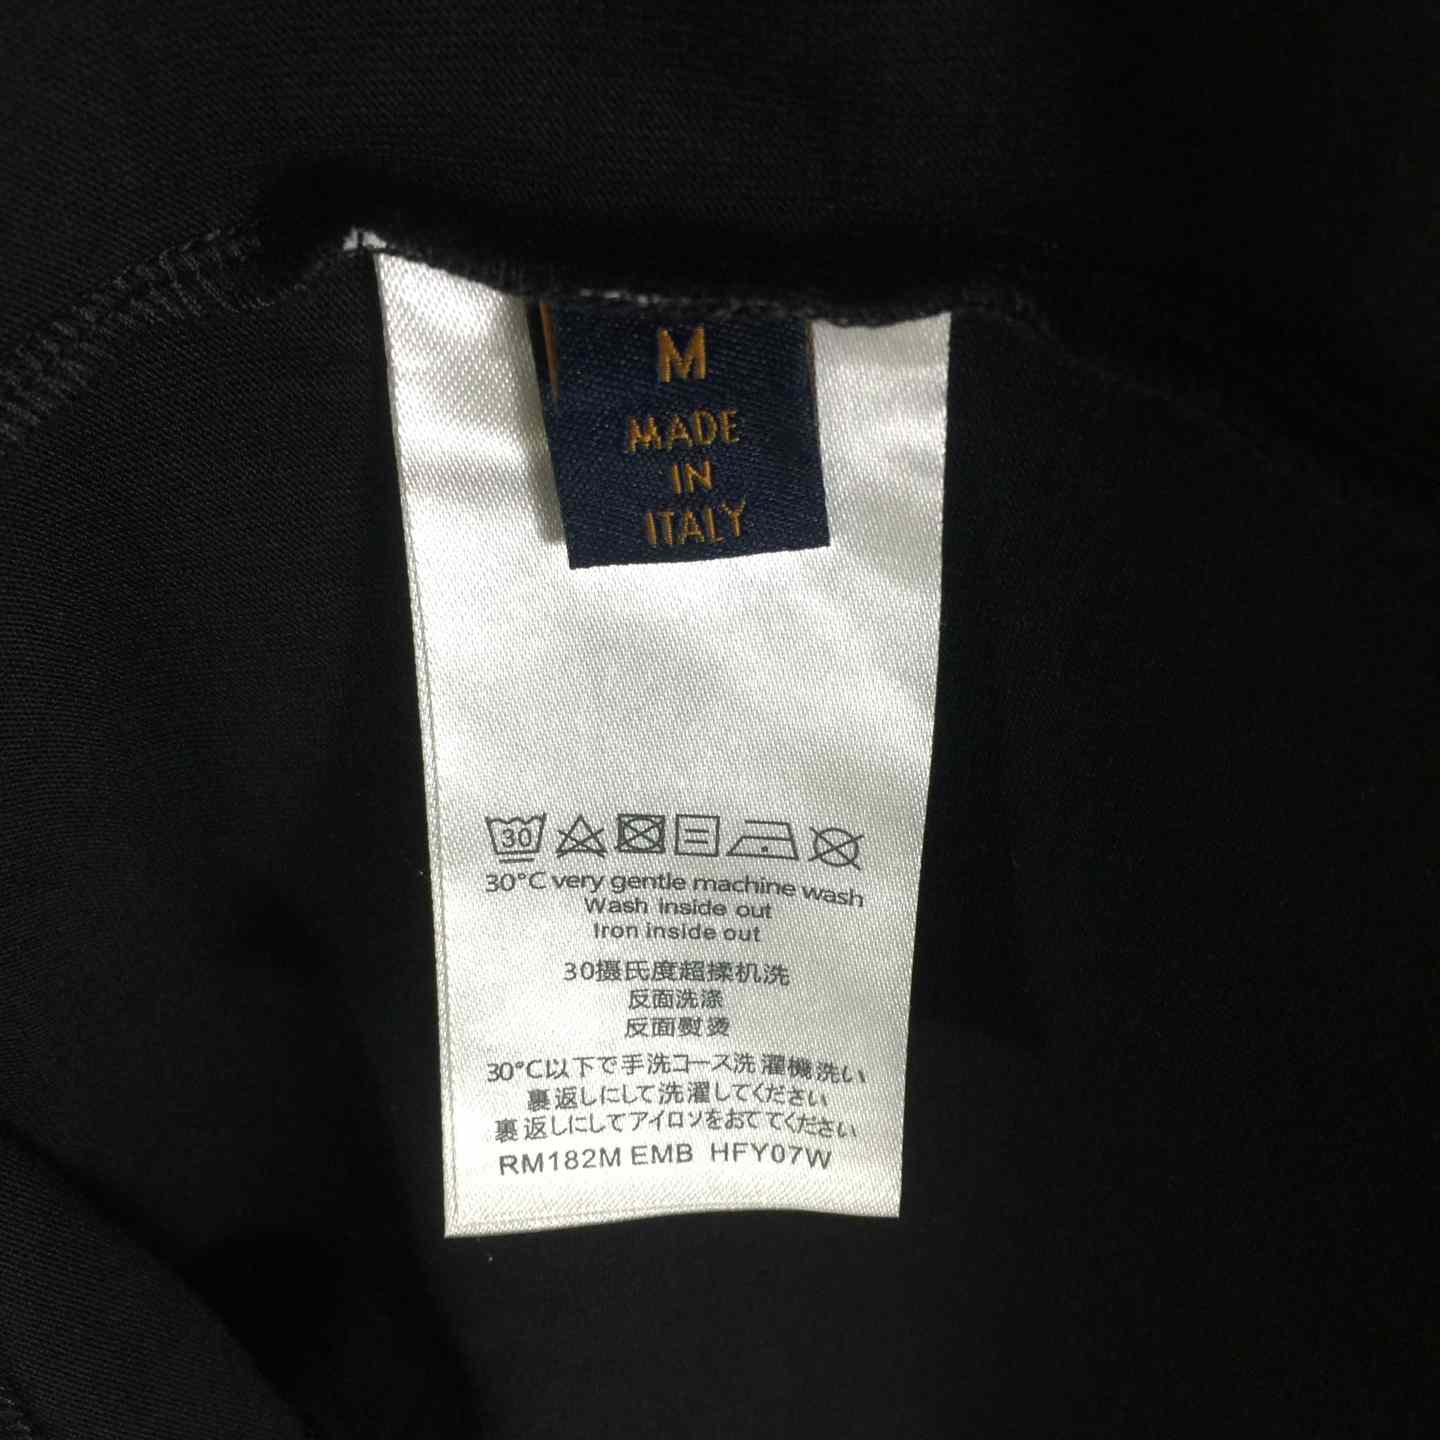 M
MADE
IN
ITALY
30
30°C very gentle machine wash
Wash inside out
Iron inside out
30摄氏度超揉机洗
反面洗涤
反面熨烫
30°C以下で手洗コース洗濯機洗い
裏返しにして洗濯してください
裏返しにしてアイロソをおててください
RM182M EMB HFY07W